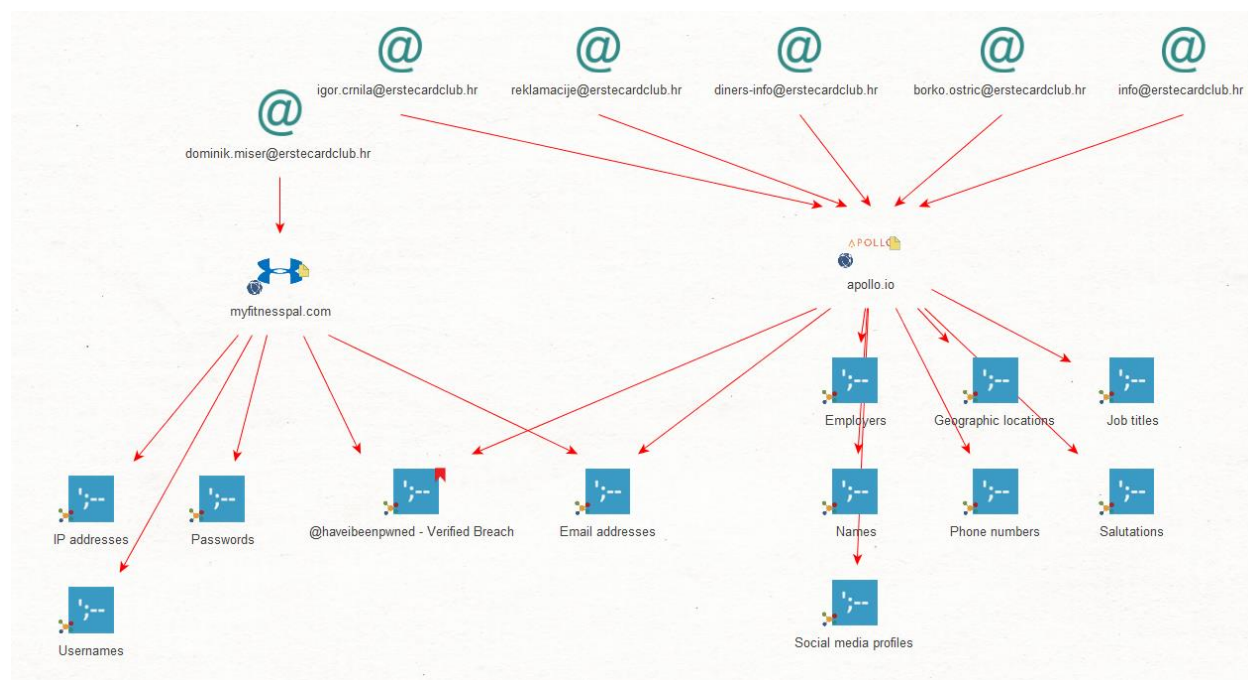 igor.crnila@erstecardclub.hr
reklamacije@erstecardclub.hr
diners-info@erstecardclub.hr
borko.ostric@erstecardclub.hr
info@erstecardclub.hr
dominik.miser@erstecardclub.hr
APOLLO
apollo.io
myfitnesspal.com
Employers
Geographic locations
Job titles
IP addresses
Passwords
@haveibeenpwned - Verified Breach
Email addresses
Names
Phone numbers
Salutations
Usernames
Social media profiles